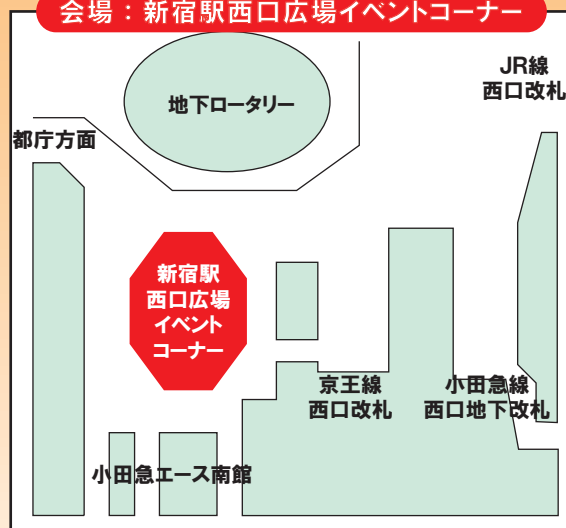 会場：新宿駅西口広場イベントコーナー
JR線
西口改札
地下ロータリー
都庁方面
新宿駅
西口広場
イベント
コーナー
京王線
西口改札
小田急線
西口地下改札
小田急エース南館